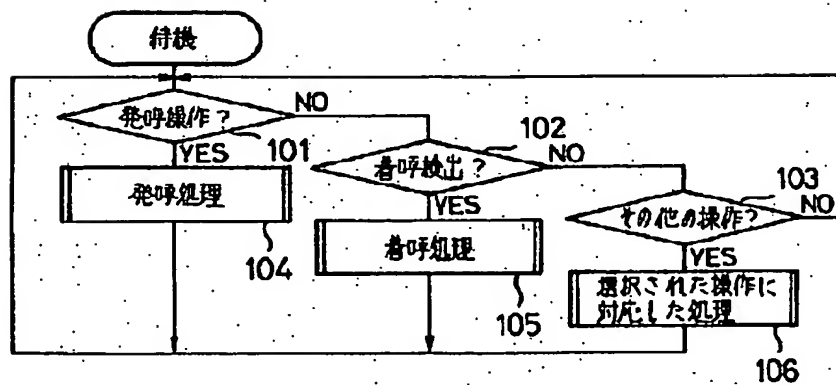 待機
発呼操作?
NO
101
YES
発呼処理
104
着呼検出?
102
NO
YES
着呼処理
105
その他の操作?
103
NO
YES
選択された操作に
対応した処理
106